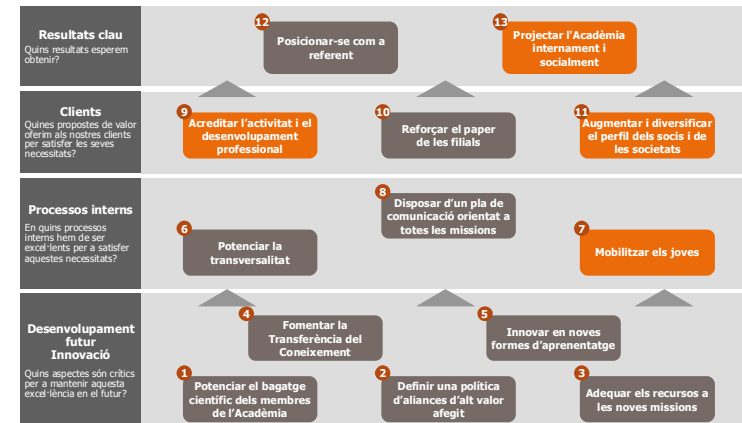 Resultats clau
Quins resultats esperem
obtenir?
12
Posicionar-se com a
referent
13
Projectar l'Acadèmia
internament i
socialment
Clients
Quines propostes de valor
oferim als nostres clients
per satisfer les seves
necessitats?
9
Acreditar l’activitat i el
desenvolupament
professional
10
Reforçar el paper
de les filials
11
Augmentar i diversificar
el perfil dels socis i de
les societats
Processos interns
En quins processos
interns hem de ser
excel·lents per a satisfer
aquestes necessitats?
8
Disposar d’un pla de
comunicació orientat a
totes les missions
6
Potenciar la
transversalitat
7
Mobilitzar els joves
Desenvolupament
futur
Innovació
Quins aspectes són crítics
per a mantenir aquesta
excel·lència en el futur?
4
Fomentar la
Transferència del
Coneixement
5
Innovar en noves
formes d’aprenentatge
1
Potenciar el bagatge
científic dels membres
de l’Acadèmia
2
Definir una política
d’aliances d’alt valor
afegit
3
Adequar els recursos a
les noves missions